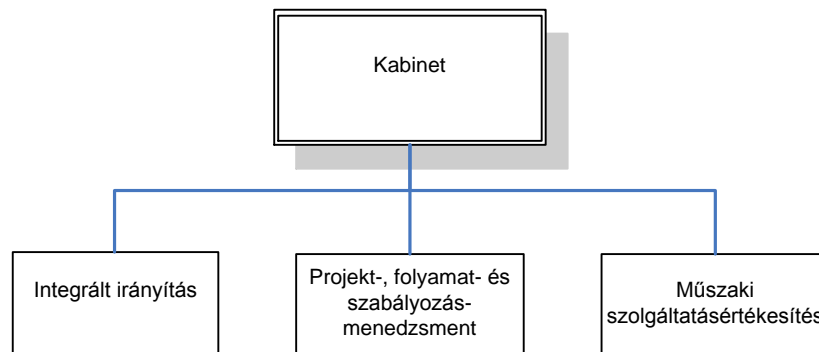 Kabinet
Integrált irányítás
Projekt-, folyamat- és
szabályozás-
menedzsment
Műszaki
szolgáltatásértékesítés